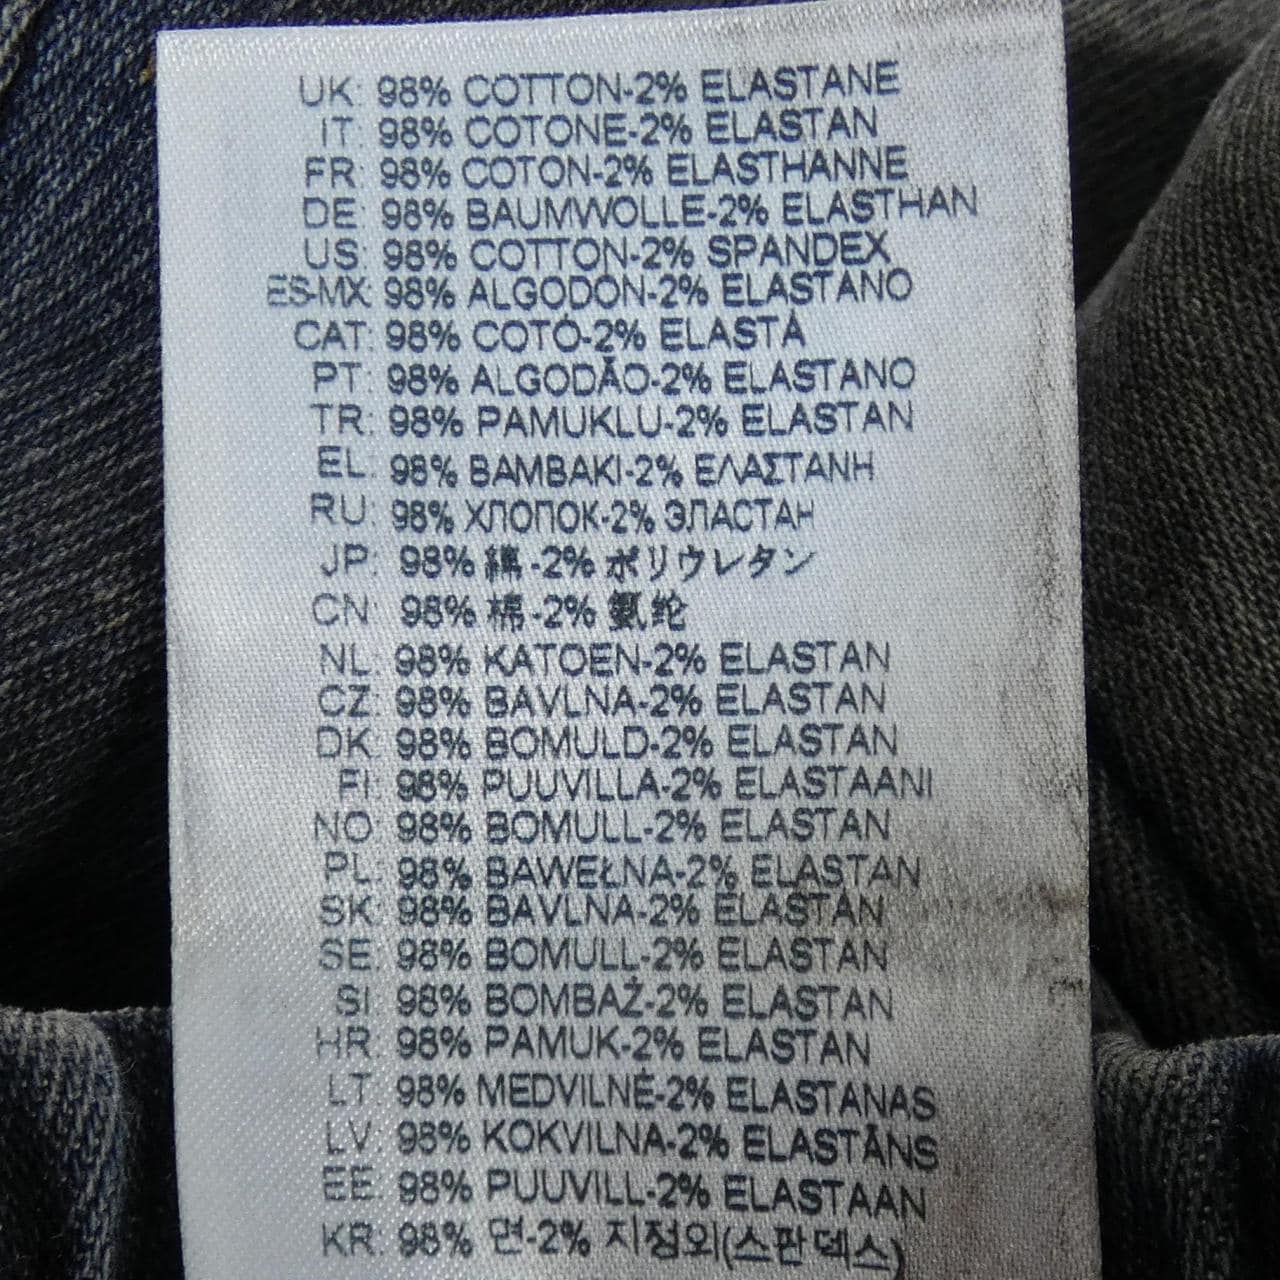 UK: 98% COTTON-2% ELASTANE
IT: 98% COTONE-2% ELASTAN
FR: 98% COTON-2% ELASTHANNE
DE: 98% BAUMWOLLE-2% ELASTHAN
US: 98% COTTON-2% SPANDEX
ES-MX: 98% ALGODÓN-2% ELASTANO
CAT: 98% COTÓ-2% ELASTÀ
PT: 98% ALGODÃO-2% ELASTANO
TR: 98% PAMUKLU-2% ELASTAN
EL: 98% BAMBAKI-2% ΕΛΑΣΤΑΝΗ
RU: 98% ХЛОПОК-2% ЭЛАСТАН
JP: 98% 綿-2% ポリウレタン
CN: 98% 棉-2% 氨纶
NL: 98% KATOEN-2% ELASTAN
CZ: 98% BAVLNA-2% ELASTAN
DK: 98% BOMULD-2% ELASTAN
FI: 98% PUUVILLA-2% ELASTAANI
NO: 98% BOMULL-2% ELASTAN
PL: 98% BAWEŁNA-2% ELASTAN
SK: 98% BAVLNA-2% ELASTAN
SE: 98% BOMULL-2% ELASTAN
SI: 98% BOMBAŽ-2% ELASTAN
HR: 98% PAMUK-2% ELASTAN
LT: 98% MEDVILNĖ-2% ELASTANAS
LV: 98% KOKVILNA-2% ELASTĀNS
EE: 98% PUUVILL-2% ELASTAAN
KR: 98% 면-2% 지정외(스판덱스)